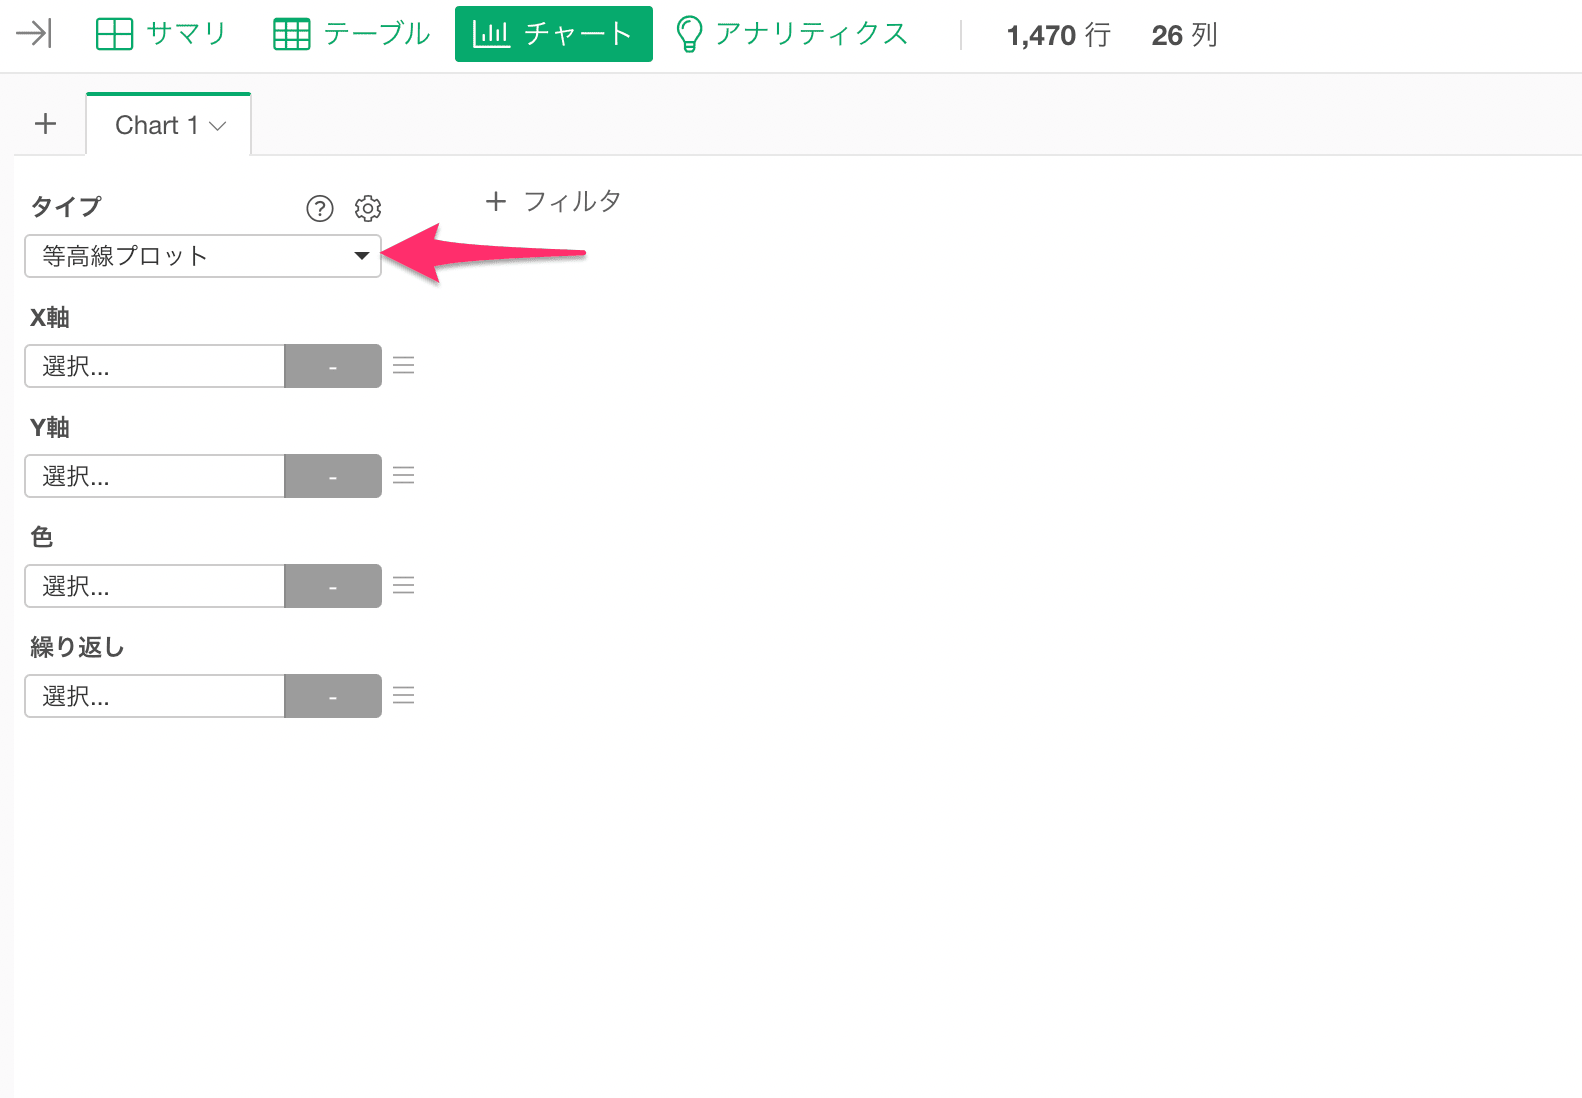 サマリ テーブル チャート アナリティクス 1,470 行 26 列
+ Chart 1
タイプ ? + フィルタ
等高線プロット
X軸
選択... -
Y軸
選択... -
色
選択... -
繰り返し
選択... -